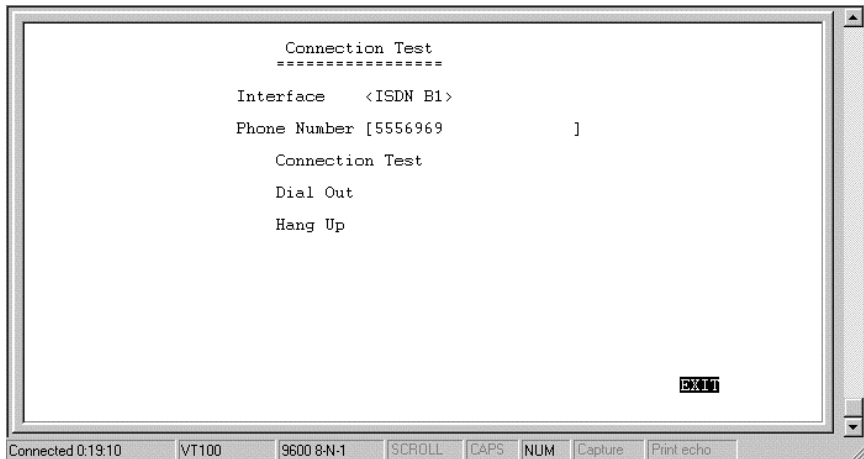 Connection Test
=================
Interface <ISDN B1>
Phone Number [5556969 ]
Connection Test
Dial Out
Hang Up
EXIT
Connected 0:19:10 VT100 9600 8-N-1 SCROLL CAPS NUM Capture Print echo